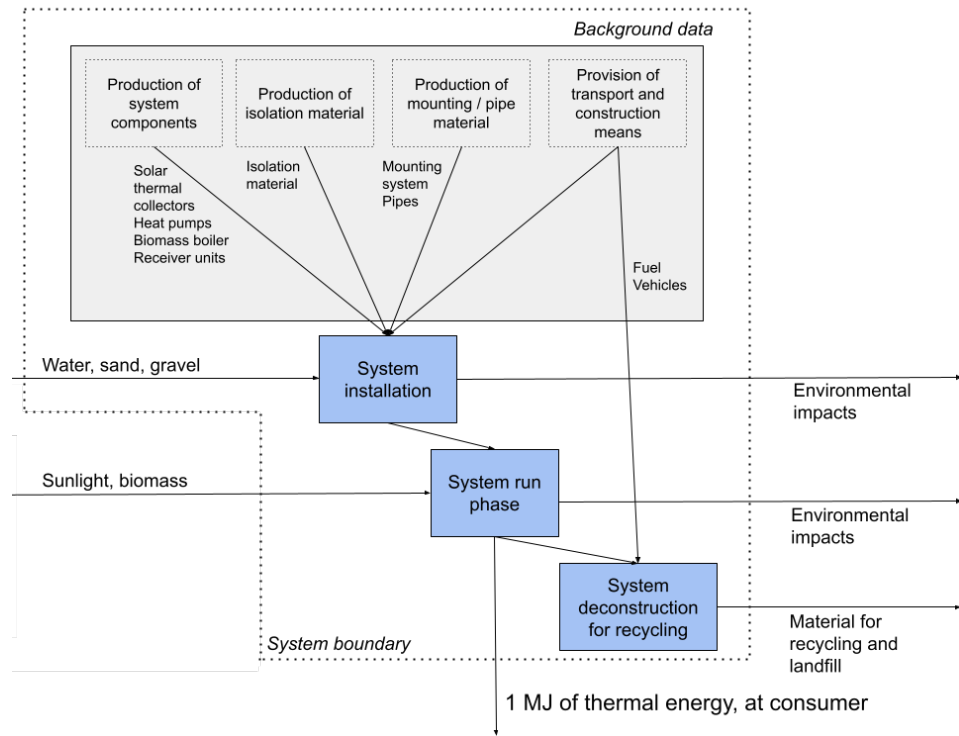 Background data
Production of
system
components
Production of
isolation material
Production of
mounting / pipe
material
Provision of
transport and
construction
means
Solar
thermal
collectors
Heat pumps
Biomass boiler
Receiver units
Isolation
material
Mounting
system
Pipes
Fuel
Vehicles
Water, sand, gravel
System
installation
Environmental
impacts
Sunlight, biomass
System run
phase
Environmental
impacts
System
deconstruction
for recycling
Material for
recycling and
landfill
System boundary
1 MJ of thermal energy, at consumer